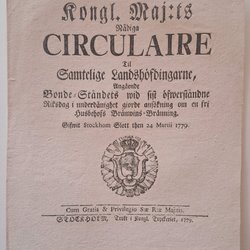 Kongl. Maj:ts
Nådiga
CIRCULAIRE
Til
Samtelige Landshöfdingarne,
Angående
Bonde-Ståndets wid sist öfwerståndne
Riksdag i underdånighet giorde ansökning om en fri
Husbehofs Bränwins-Bränning.
Gifwit Stockholm Slott then 24 Martii 1779.
Cum Gratia & Privilegio S:æ R:æ Maj:tis.
STOCKHOLM, Tryckt i Kongl. Tryckeriet, 1779.